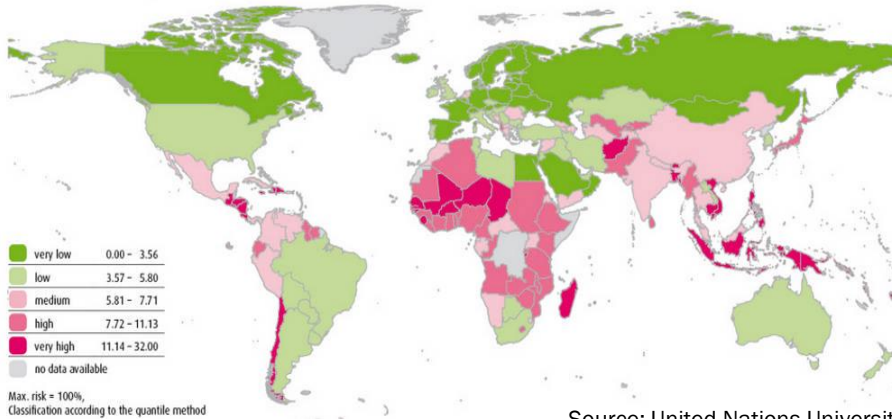 very low 0.00 – 3.56
low 3.57 – 5.80
medium 5.81 – 7.71
high 7.72 – 11.13
very high 11.14 – 32.00
no data available
Max. risk = 100%,
Classification according to the quantile method
Source: United Nations Universit